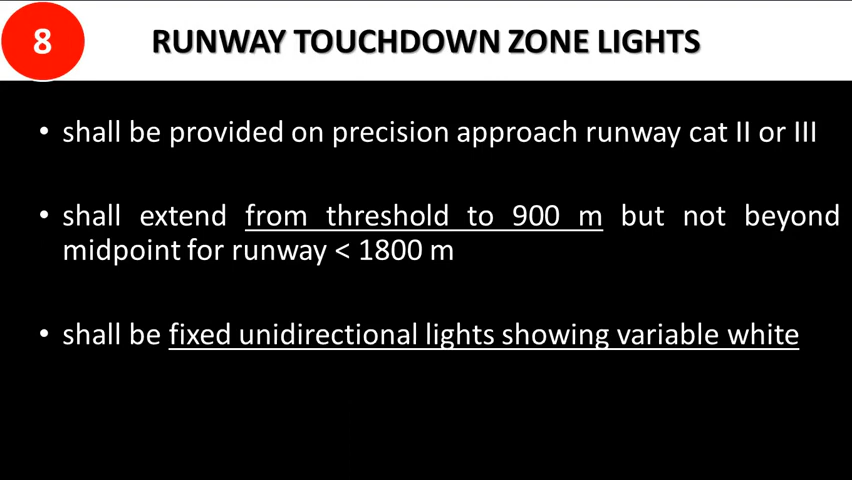 8
RUNWAY TOUCHDOWN ZONE LIGHTS
• shall be provided on precision approach runway cat II or III
• shall extend from threshold to 900 m but not beyond
midpoint for runway < 1800 m
• shall be fixed unidirectional lights showing variable white